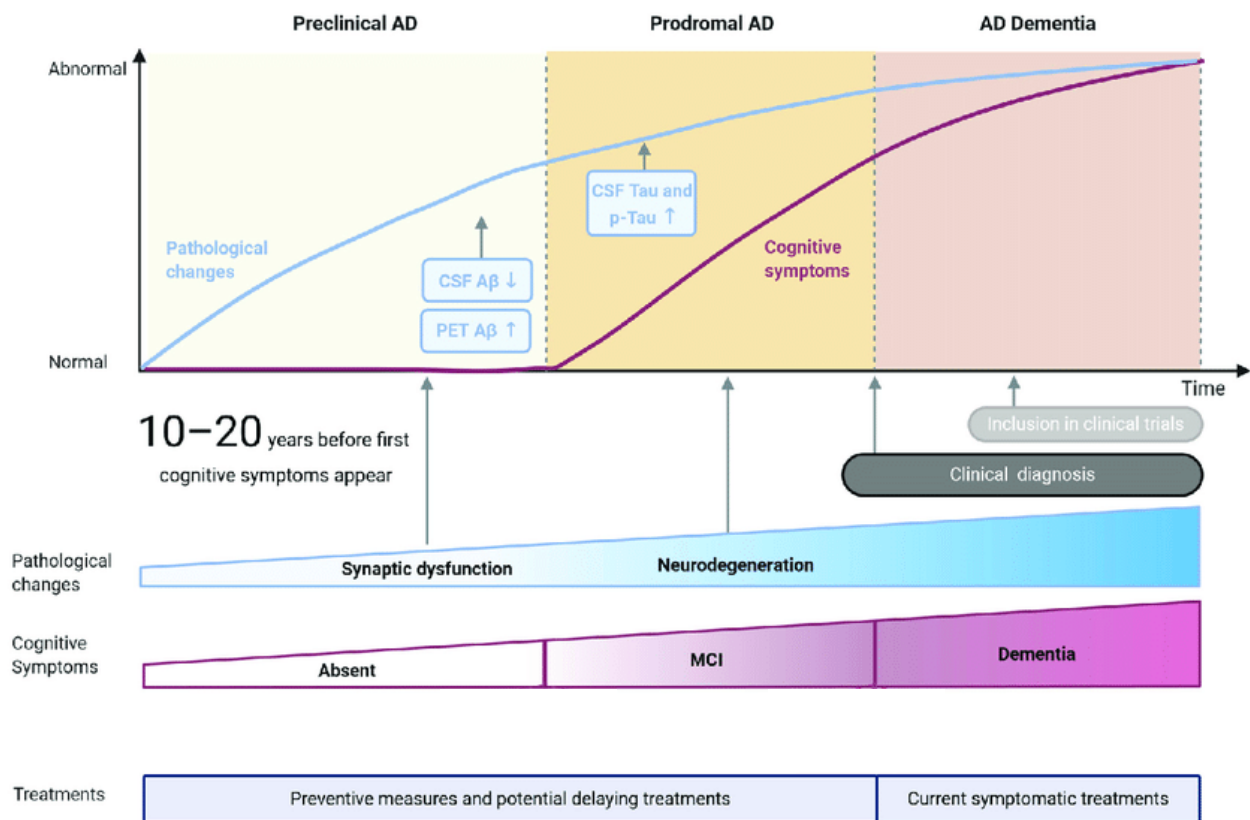 Preclinical AD
Prodromal AD
AD Dementia
Abnormal
CSF Tau and
p-Tau ↑
Pathological
changes
Cognitive
symptoms
CSF Aβ ↓
PET Aβ ↑
Normal
Time
10–20 years before first
cognitive symptoms appear
Inclusion in clinical trials
Clinical diagnosis
Pathological
changes
Synaptic dysfunction
Neurodegeneration
Cognitive
Symptoms
Absent
MCI
Dementia
Treatments
Preventive measures and potential delaying treatments
Current symptomatic treatments